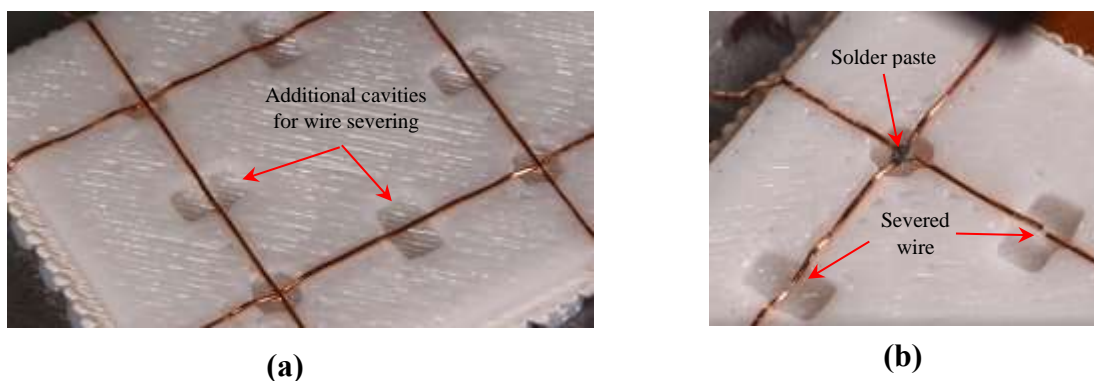 Additional cavities
for wire severing
Solder paste
Severed
wire
(a)
(b)